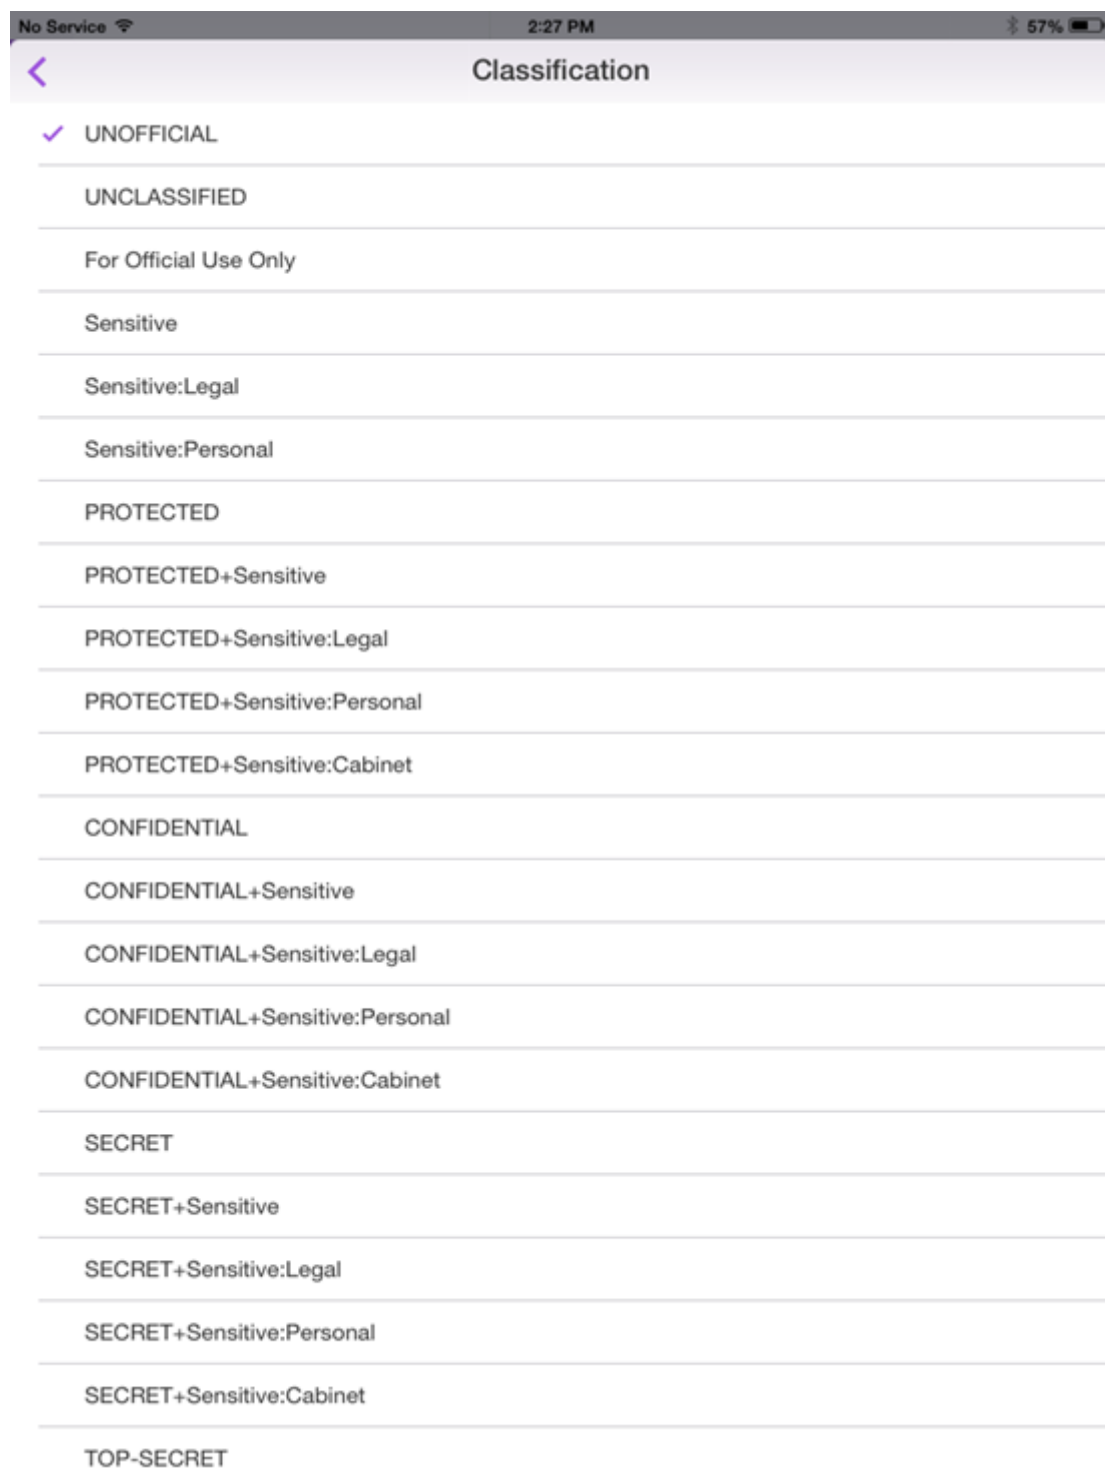 No Service 2:27 PM 57%
Classification
UNOFFICIAL
UNCLASSIFIED
For Official Use Only
Sensitive
Sensitive:Legal
Sensitive:Personal
PROTECTED
PROTECTED+Sensitive
PROTECTED+Sensitive:Legal
PROTECTED+Sensitive:Personal
PROTECTED+Sensitive:Cabinet
CONFIDENTIAL
CONFIDENTIAL+Sensitive
CONFIDENTIAL+Sensitive:Legal
CONFIDENTIAL+Sensitive:Personal
CONFIDENTIAL+Sensitive:Cabinet
SECRET
SECRET+Sensitive
SECRET+Sensitive:Legal
SECRET+Sensitive:Personal
SECRET+Sensitive:Cabinet
TOP-SECRET